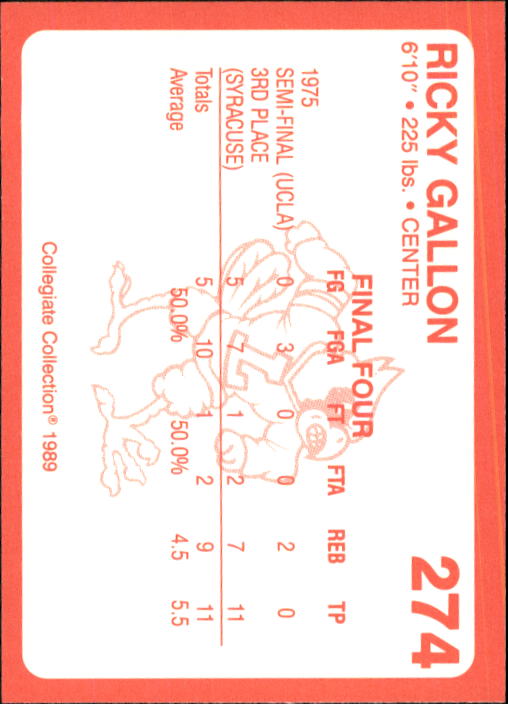 RICKY GALLON 274
6'10" • 225 lbs. • CENTER
FINAL FOUR
FG FGA FT FTA REB TP
1975
SEMI-FINAL (UCLA) 0 3 0 0 2 0
3RD PLACE
(SYRACUSE) 5 7 1 2 7 11
Totals 5 10 1 2 9 11
Average 50.0% 50.0% 4.5 5.5
Collegiate Collection® 1989